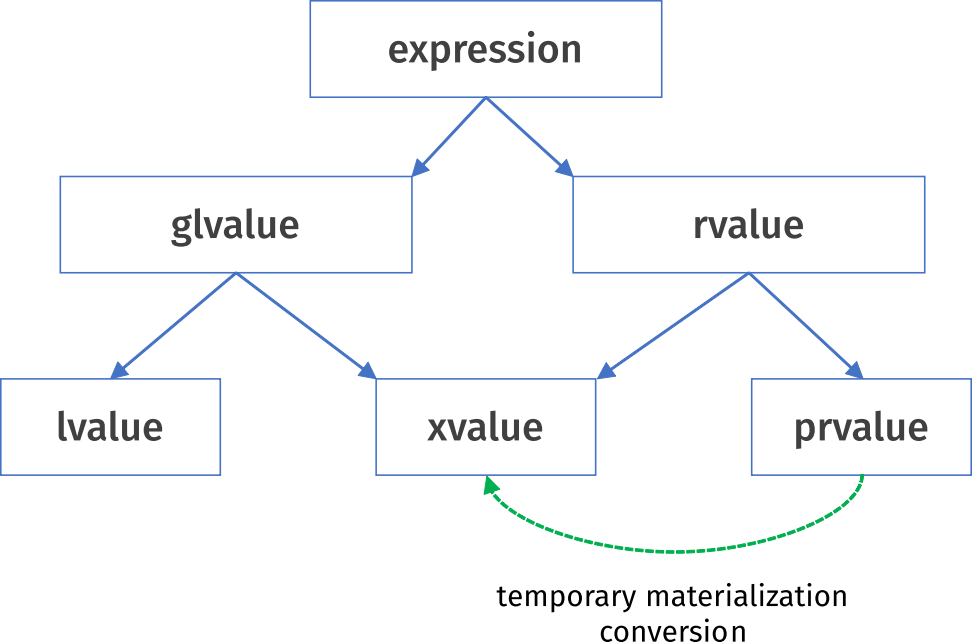 expression
glvalue
rvalue
lvalue
xvalue
prvalue
temporary materialization
conversion